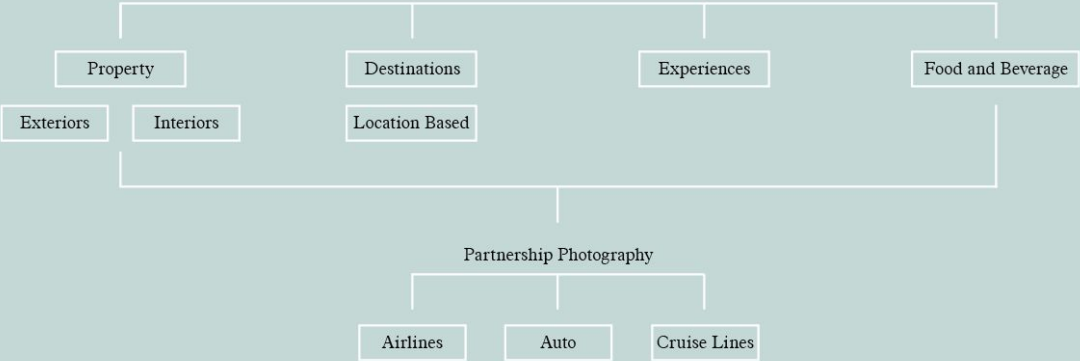 Property
Destinations
Experiences
Food and Beverage
Exteriors
Interiors
Location Based
Partnership Photography
Airlines
Auto
Cruise Lines